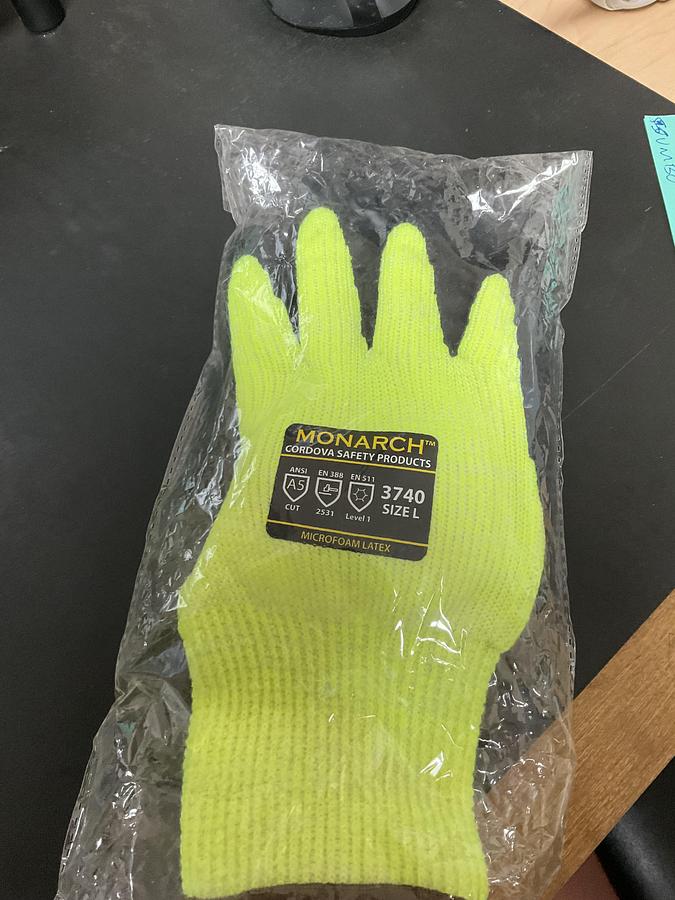 MONARCH™
CORDOVA SAFETY PRODUCTS
ANSI EN 388 EN 511
A5
3740
SIZE L
CUT 2531 Level 1
MICROFOAM LATEX